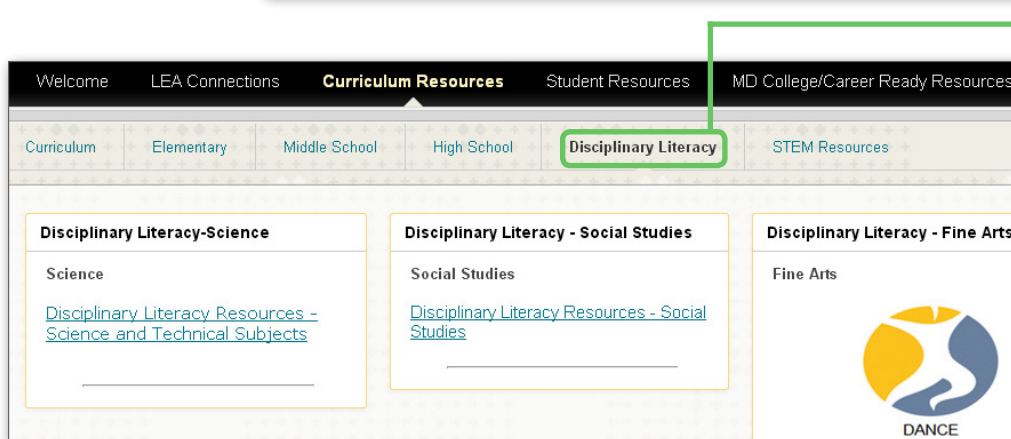 Welcome LEA Connections Curriculum Resources Student Resources MD College/Career Ready Resources
Curriculum Elementary Middle School High School Disciplinary Literacy STEM Resources
Disciplinary Literacy-Science
Science
Disciplinary Literacy Resources -
Science and Technical Subjects
Disciplinary Literacy - Social Studies
Social Studies
Disciplinary Literacy Resources - Social
Studies
Disciplinary Literacy - Fine Arts
Fine Arts
DANCE